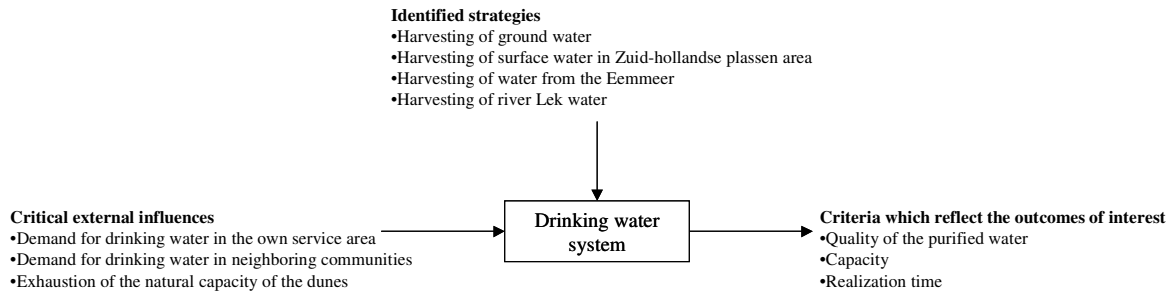 Identified strategies
•Harvesting of ground water
•Harvesting of surface water in Zuid-hollandse plassen area
•Harvesting of water from the Eemmeer
•Harvesting of river Lek water
Critical external influences
•Demand for drinking water in the own service area
•Demand for drinking water in neighboring communities
•Exhaustion of the natural capacity of the dunes
Drinking water
system
Criteria which reflect the outcomes of interest
•Quality of the purified water
•Capacity
•Realization time